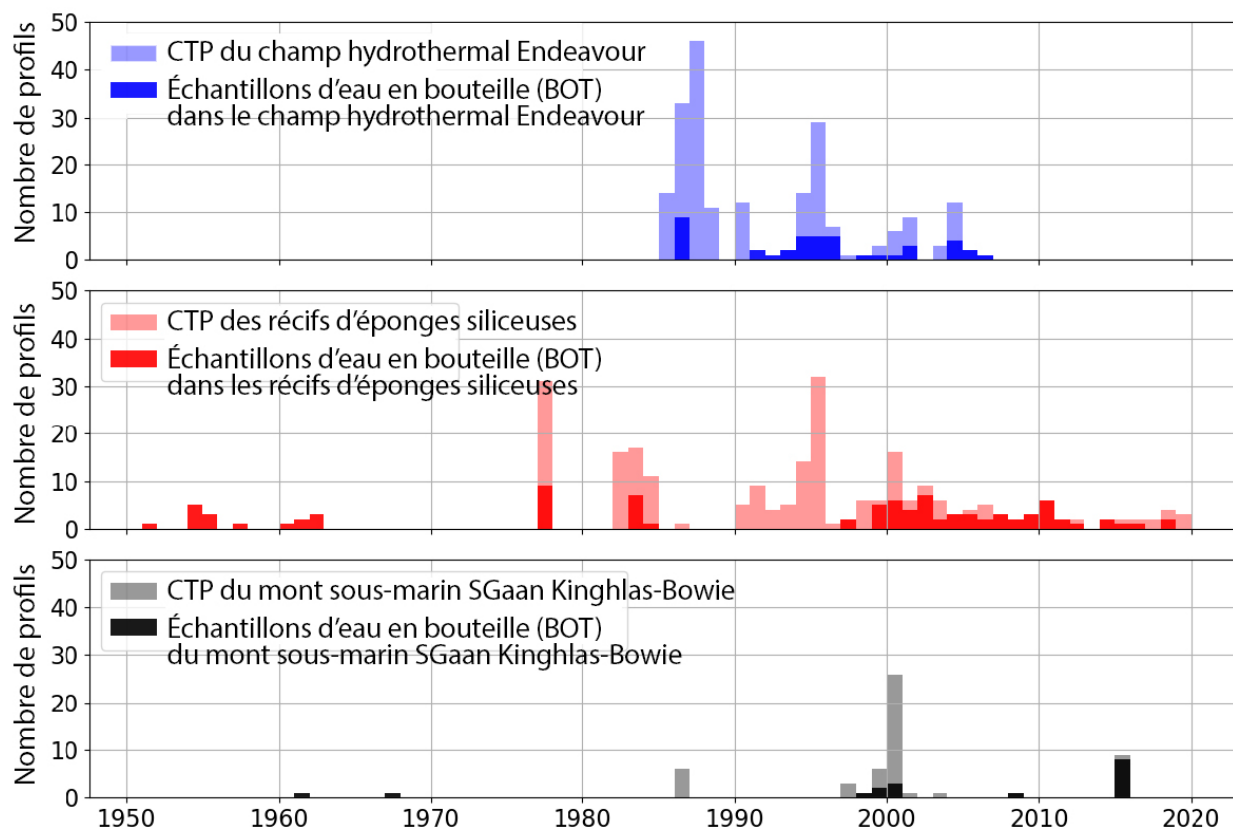 50
40
30
20
10
0
Nombre de profils
CTP du champ hydrothermal Endeavour
Échantillons d'eau en bouteille (BOT)
dans le champ hydrothermal Endeavour
50
40
30
20
10
0
Nombre de profils
CTP des récifs d'éponges siliceuses
Échantillons d'eau en bouteille (BOT)
dans les récifs d'éponges siliceuses
50
40
30
20
10
0
Nombre de profils
CTP du mont sous-marin SGaan Kinghlas-Bowie
Échantillons d'eau en bouteille (BOT)
du mont sous-marin SGaan Kinghlas-Bowie
1950 1960 1970 1980 1990 2000 2010 2020